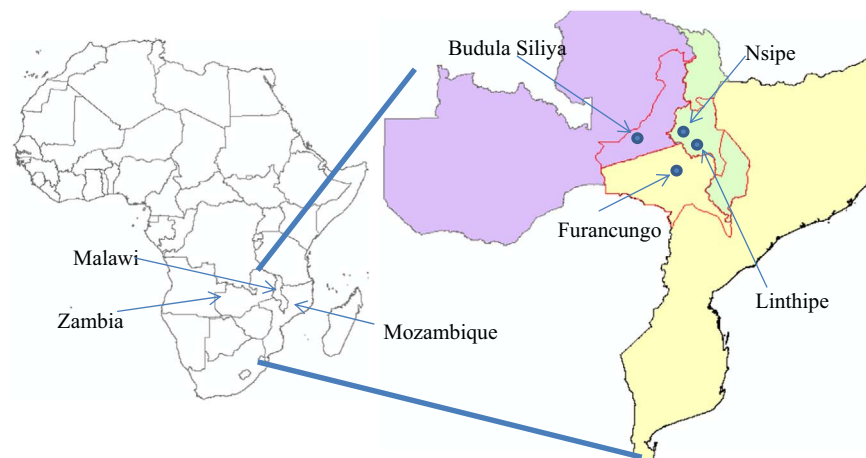 Budula Siliya
Nsipe
Furancungo
Linthipe
Malawi
Zambia
Mozambique